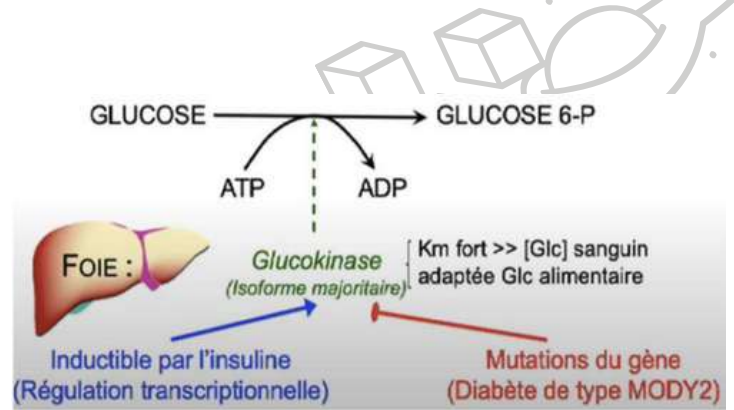 GLUCOSE GLUCOSE 6-P
ATP ADP
FOIE :
Glucokinase
(Isoforme majoritaire)
Km fort >> [Glc] sanguin
adaptée Glc alimentaire
Inductible par l'insuline
(Régulation transcriptionnelle)
Mutations du gène
(Diabète de type MODY2)